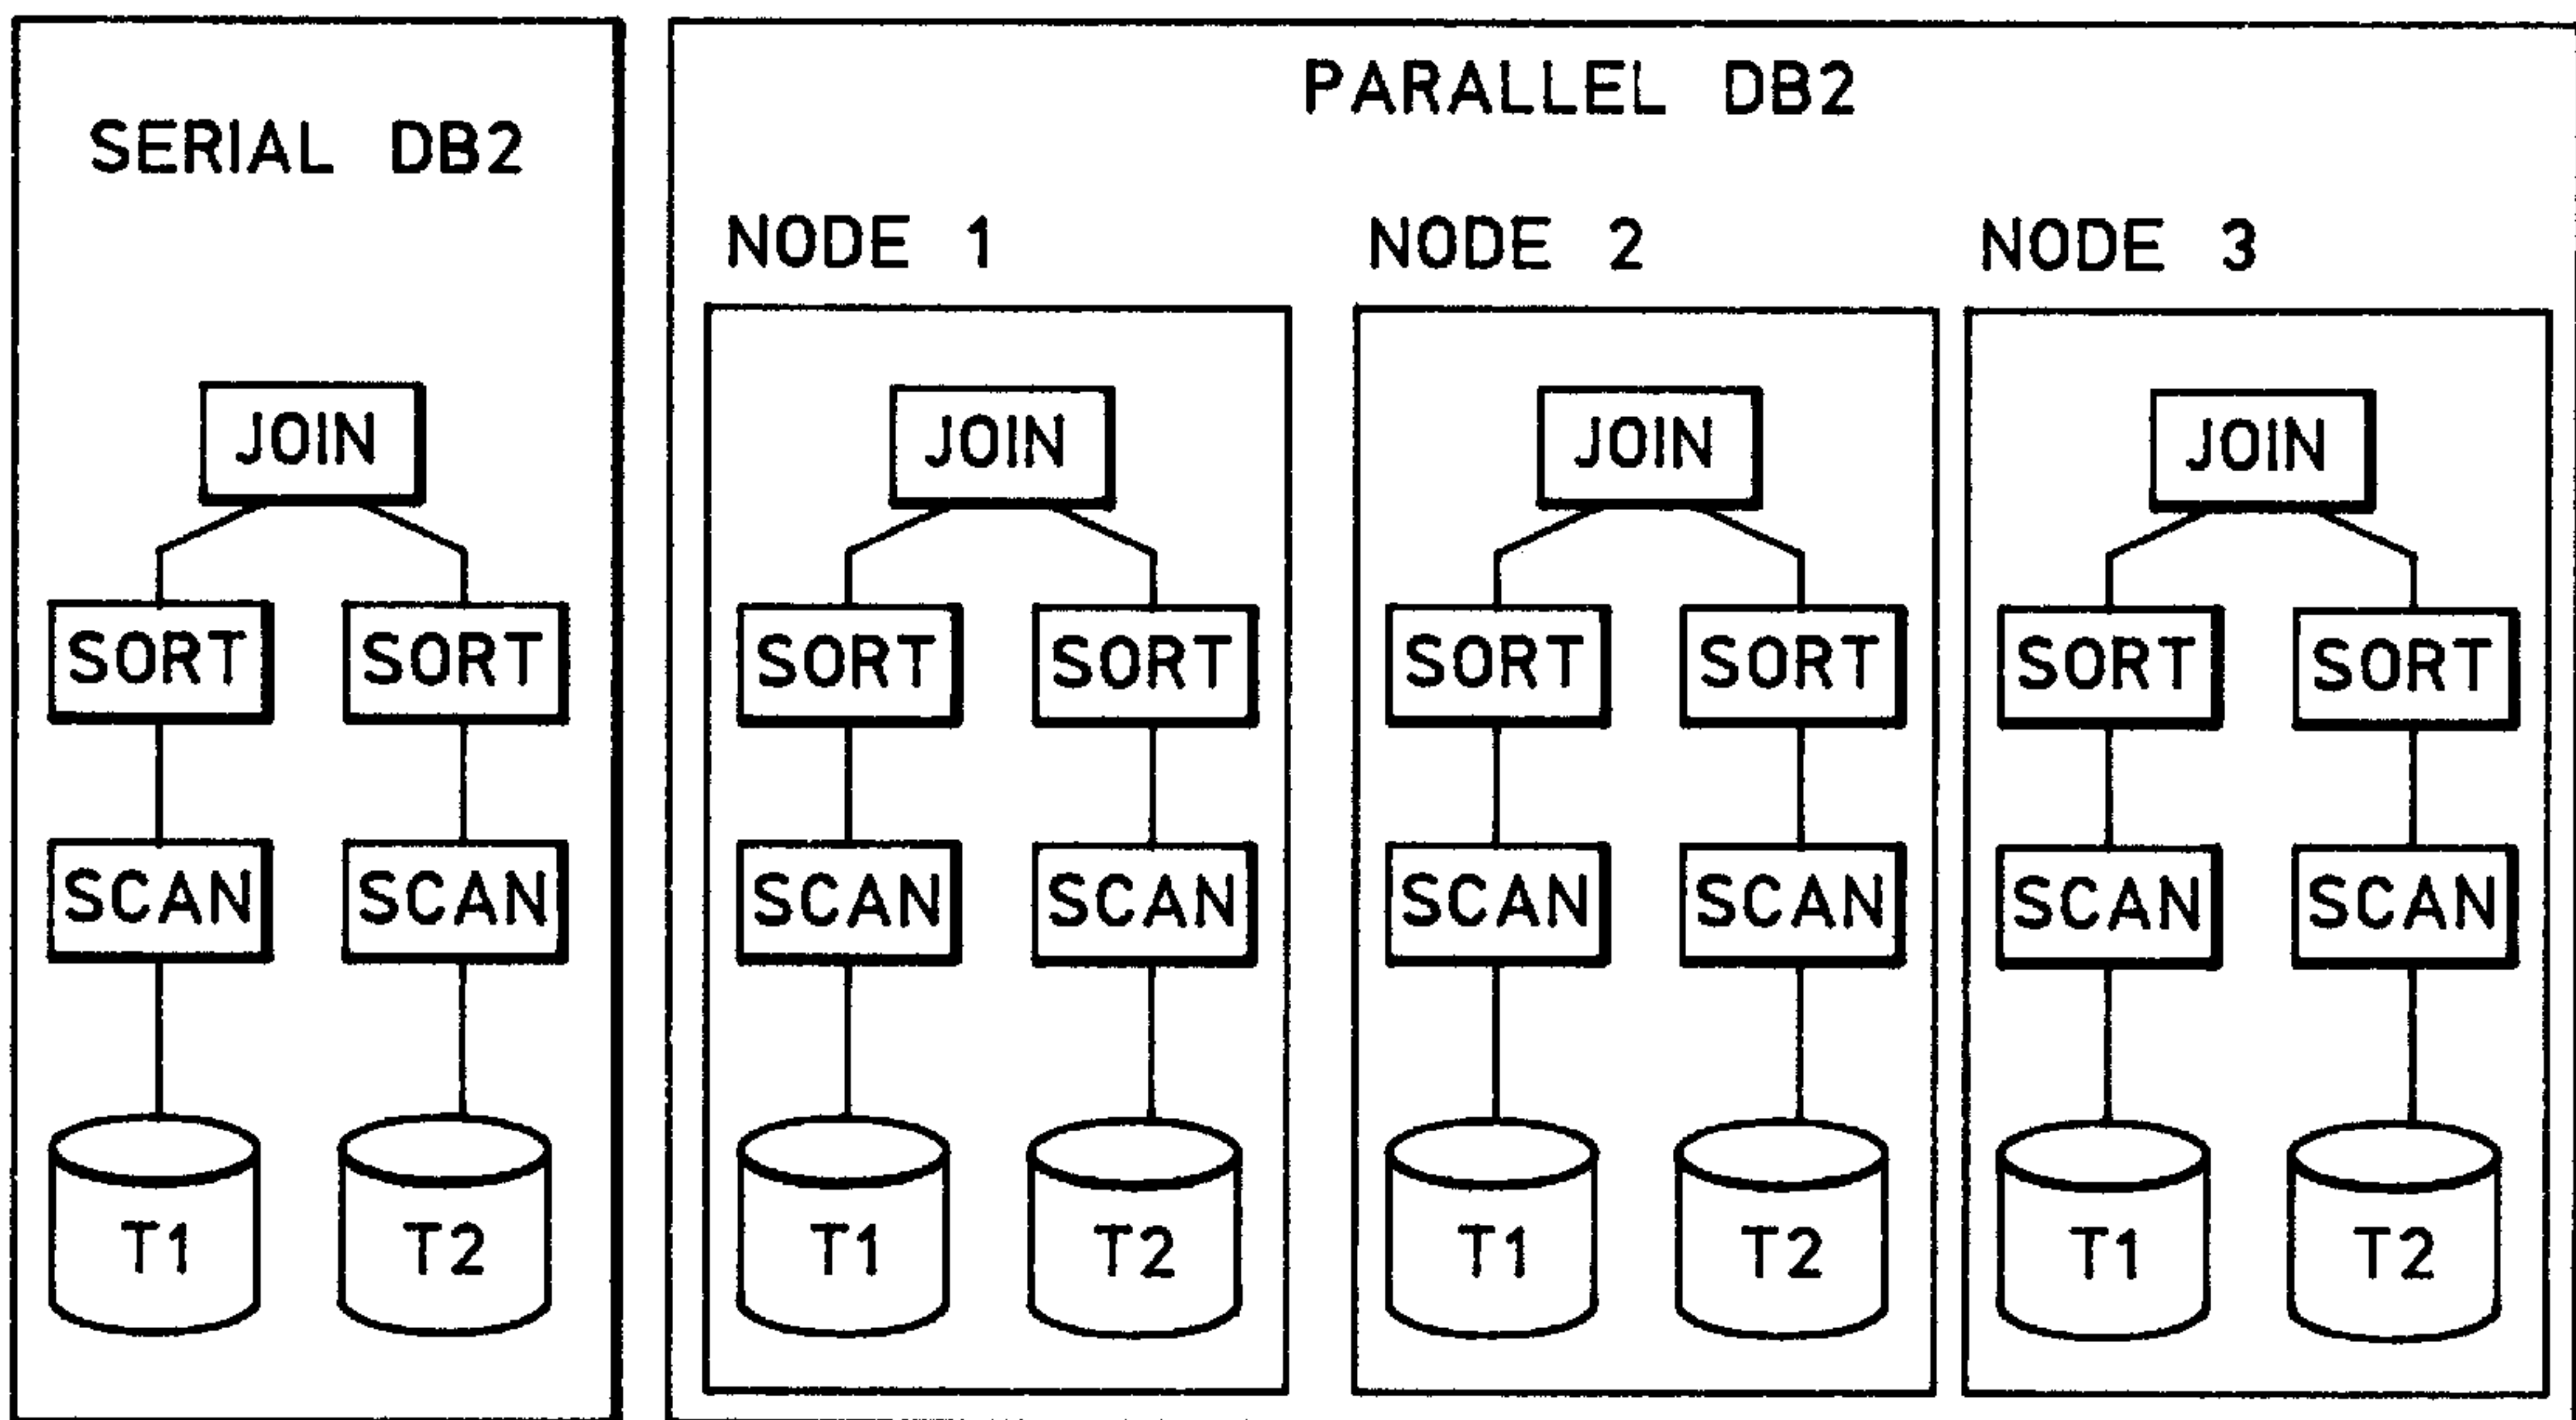 SERIAL DB2
JOIN
SORT SORT
SCAN SCAN
T1 T2
PARALLEL DB2
NODE 1
JOIN
SORT SORT
SCAN SCAN
T1 T2
NODE 2
JOIN
SORT SORT
SCAN SCAN
T1 T2
NODE 3
JOIN
SORT SORT
SCAN SCAN
T1 T2